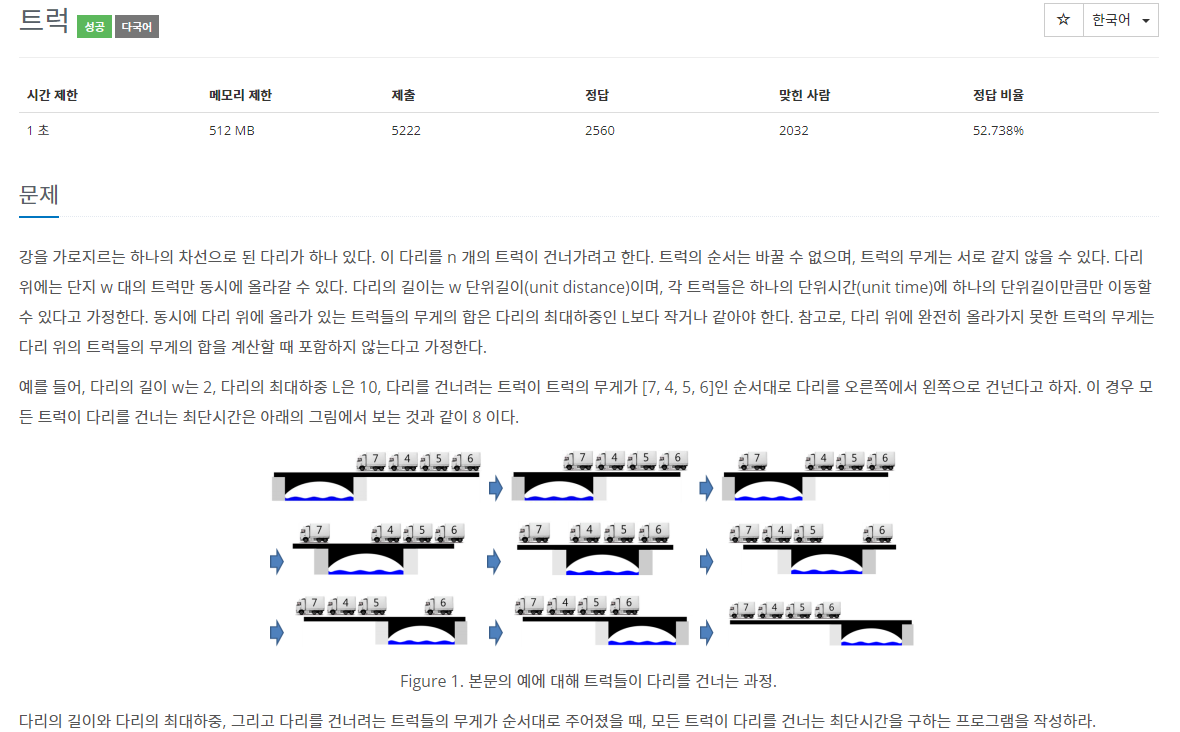 트럭 성공 다국어
☆ 한국어
시간 제한 메모리 제한 제출 정답 맞힌 사람 정답 비율
1 초 512 MB 5222 2560 2032 52.738%
문제
강을 가로지르는 하나의 차선으로 된 다리가 하나 있다. 이 다리를 n 개의 트럭이 건너가려고 한다. 트럭의 순서는 바꿀 수 없으며, 트럭의 무게는 서로 같지 않을 수 있다. 다리
위에는 단지 w 대의 트럭만 동시에 올라갈 수 있다. 다리의 길이는 w 단위길이(unit distance)이며, 각 트럭들은 하나의 단위시간(unit time)에 하나의 단위길이만큼만 이동할
수 있다고 가정한다. 동시에 다리 위에 올라가 있는 트럭들의 무게의 합은 다리의 최대하중인 L보다 작거나 같아야 한다. 참고로, 다리 위에 완전히 올라가지 못한 트럭의 무게는
다리 위의 트럭들의 무게의 합을 계산할 때 포함하지 않는다고 가정한다.
예를 들어, 다리의 길이 w는 2, 다리의 최대하중 L은 10, 다리를 건너려는 트럭이 트럭의 무게가 [7, 4, 5, 6]인 순서대로 다리를 오른쪽에서 왼쪽으로 건넌다고 하자. 이 경우 모
든 트럭이 다리를 건너는 최단시간은 아래의 그림에서 보는 것과 같이 8 이다.
7 4 5 6 7 4 5 6 7 4 5 6
7 4 5 6 7 4 5 6 7 4 5 6
7 4 5 6 7 4 5 6 7 4 5 6
Figure 1. 본문의 예에 대해 트럭들이 다리를 건너는 과정.
다리의 길이와 다리의 최대하중, 그리고 다리를 건너려는 트럭들의 무게가 순서대로 주어졌을 때, 모든 트럭이 다리를 건너는 최단시간을 구하는 프로그램을 작성하라.